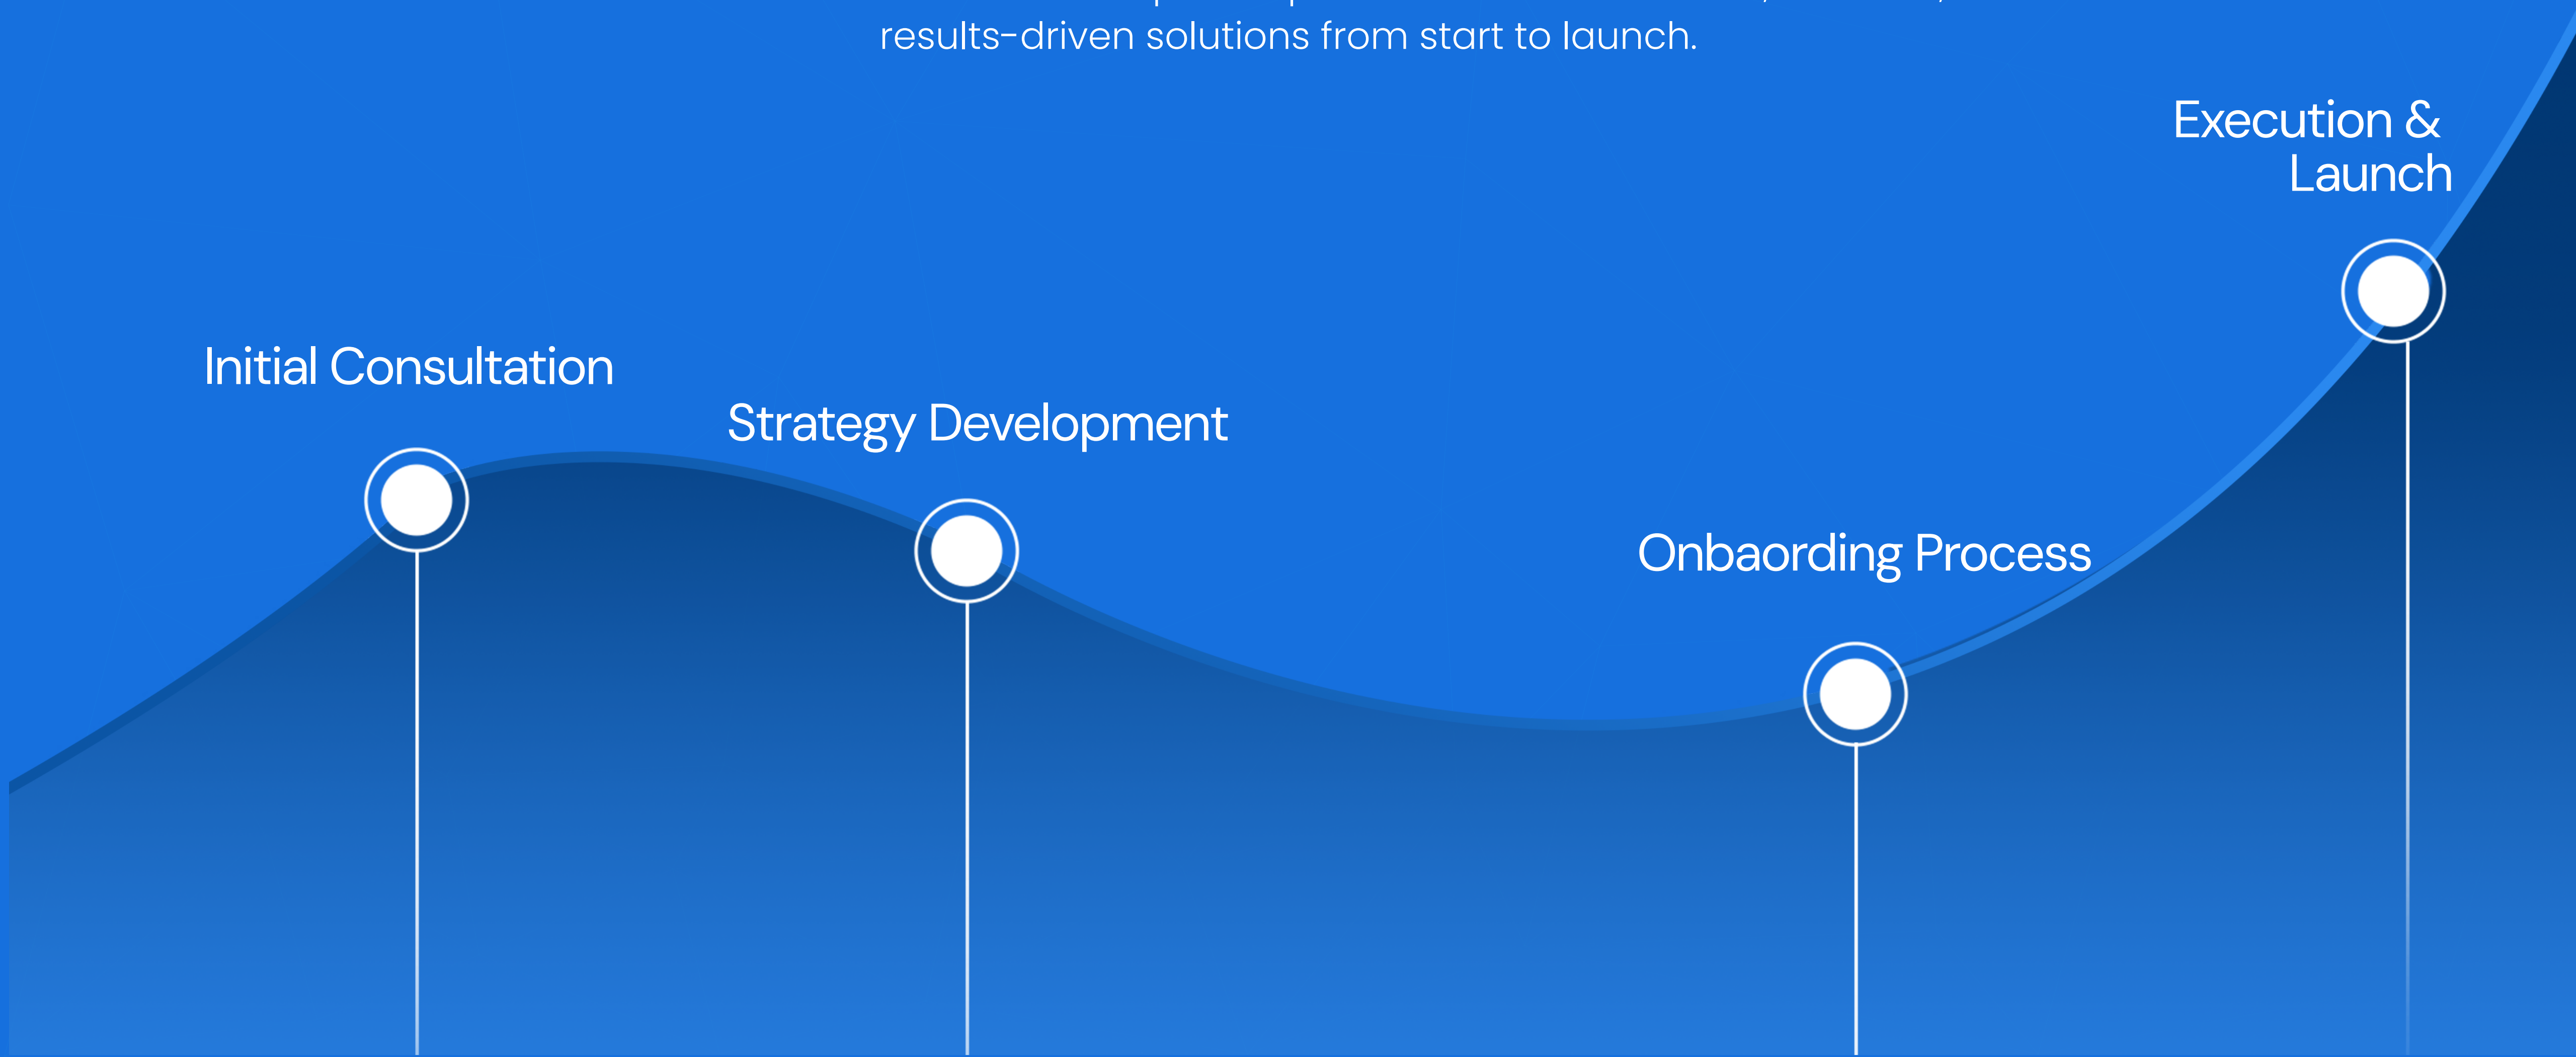 results-driven solutions from start to launch.
Execution &
Launch
Initial Consultation
Strategy Development
Onbaording Process